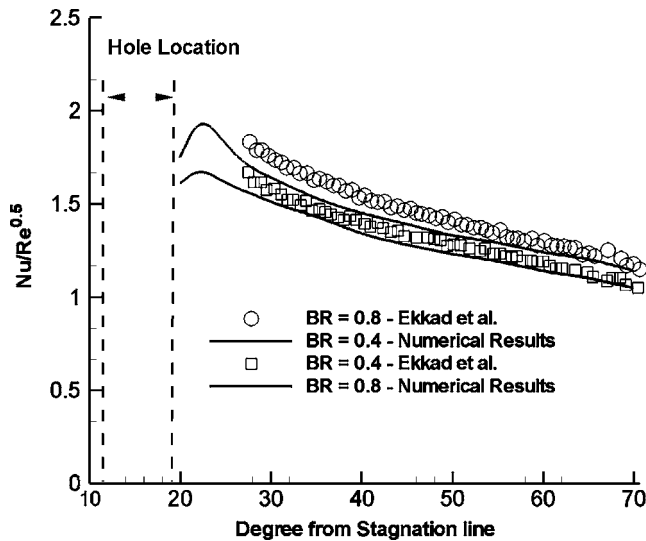 2.5
Hole Location
2
1.5
1
0.5
0
Nu/Re^0.5
BR = 0.8 - Ekkad et al.
BR = 0.4 - Numerical Results
BR = 0.4 - Ekkad et al.
BR = 0.8 - Numerical Results
10 20 30 40 50 60 70
Degree from Stagnation line